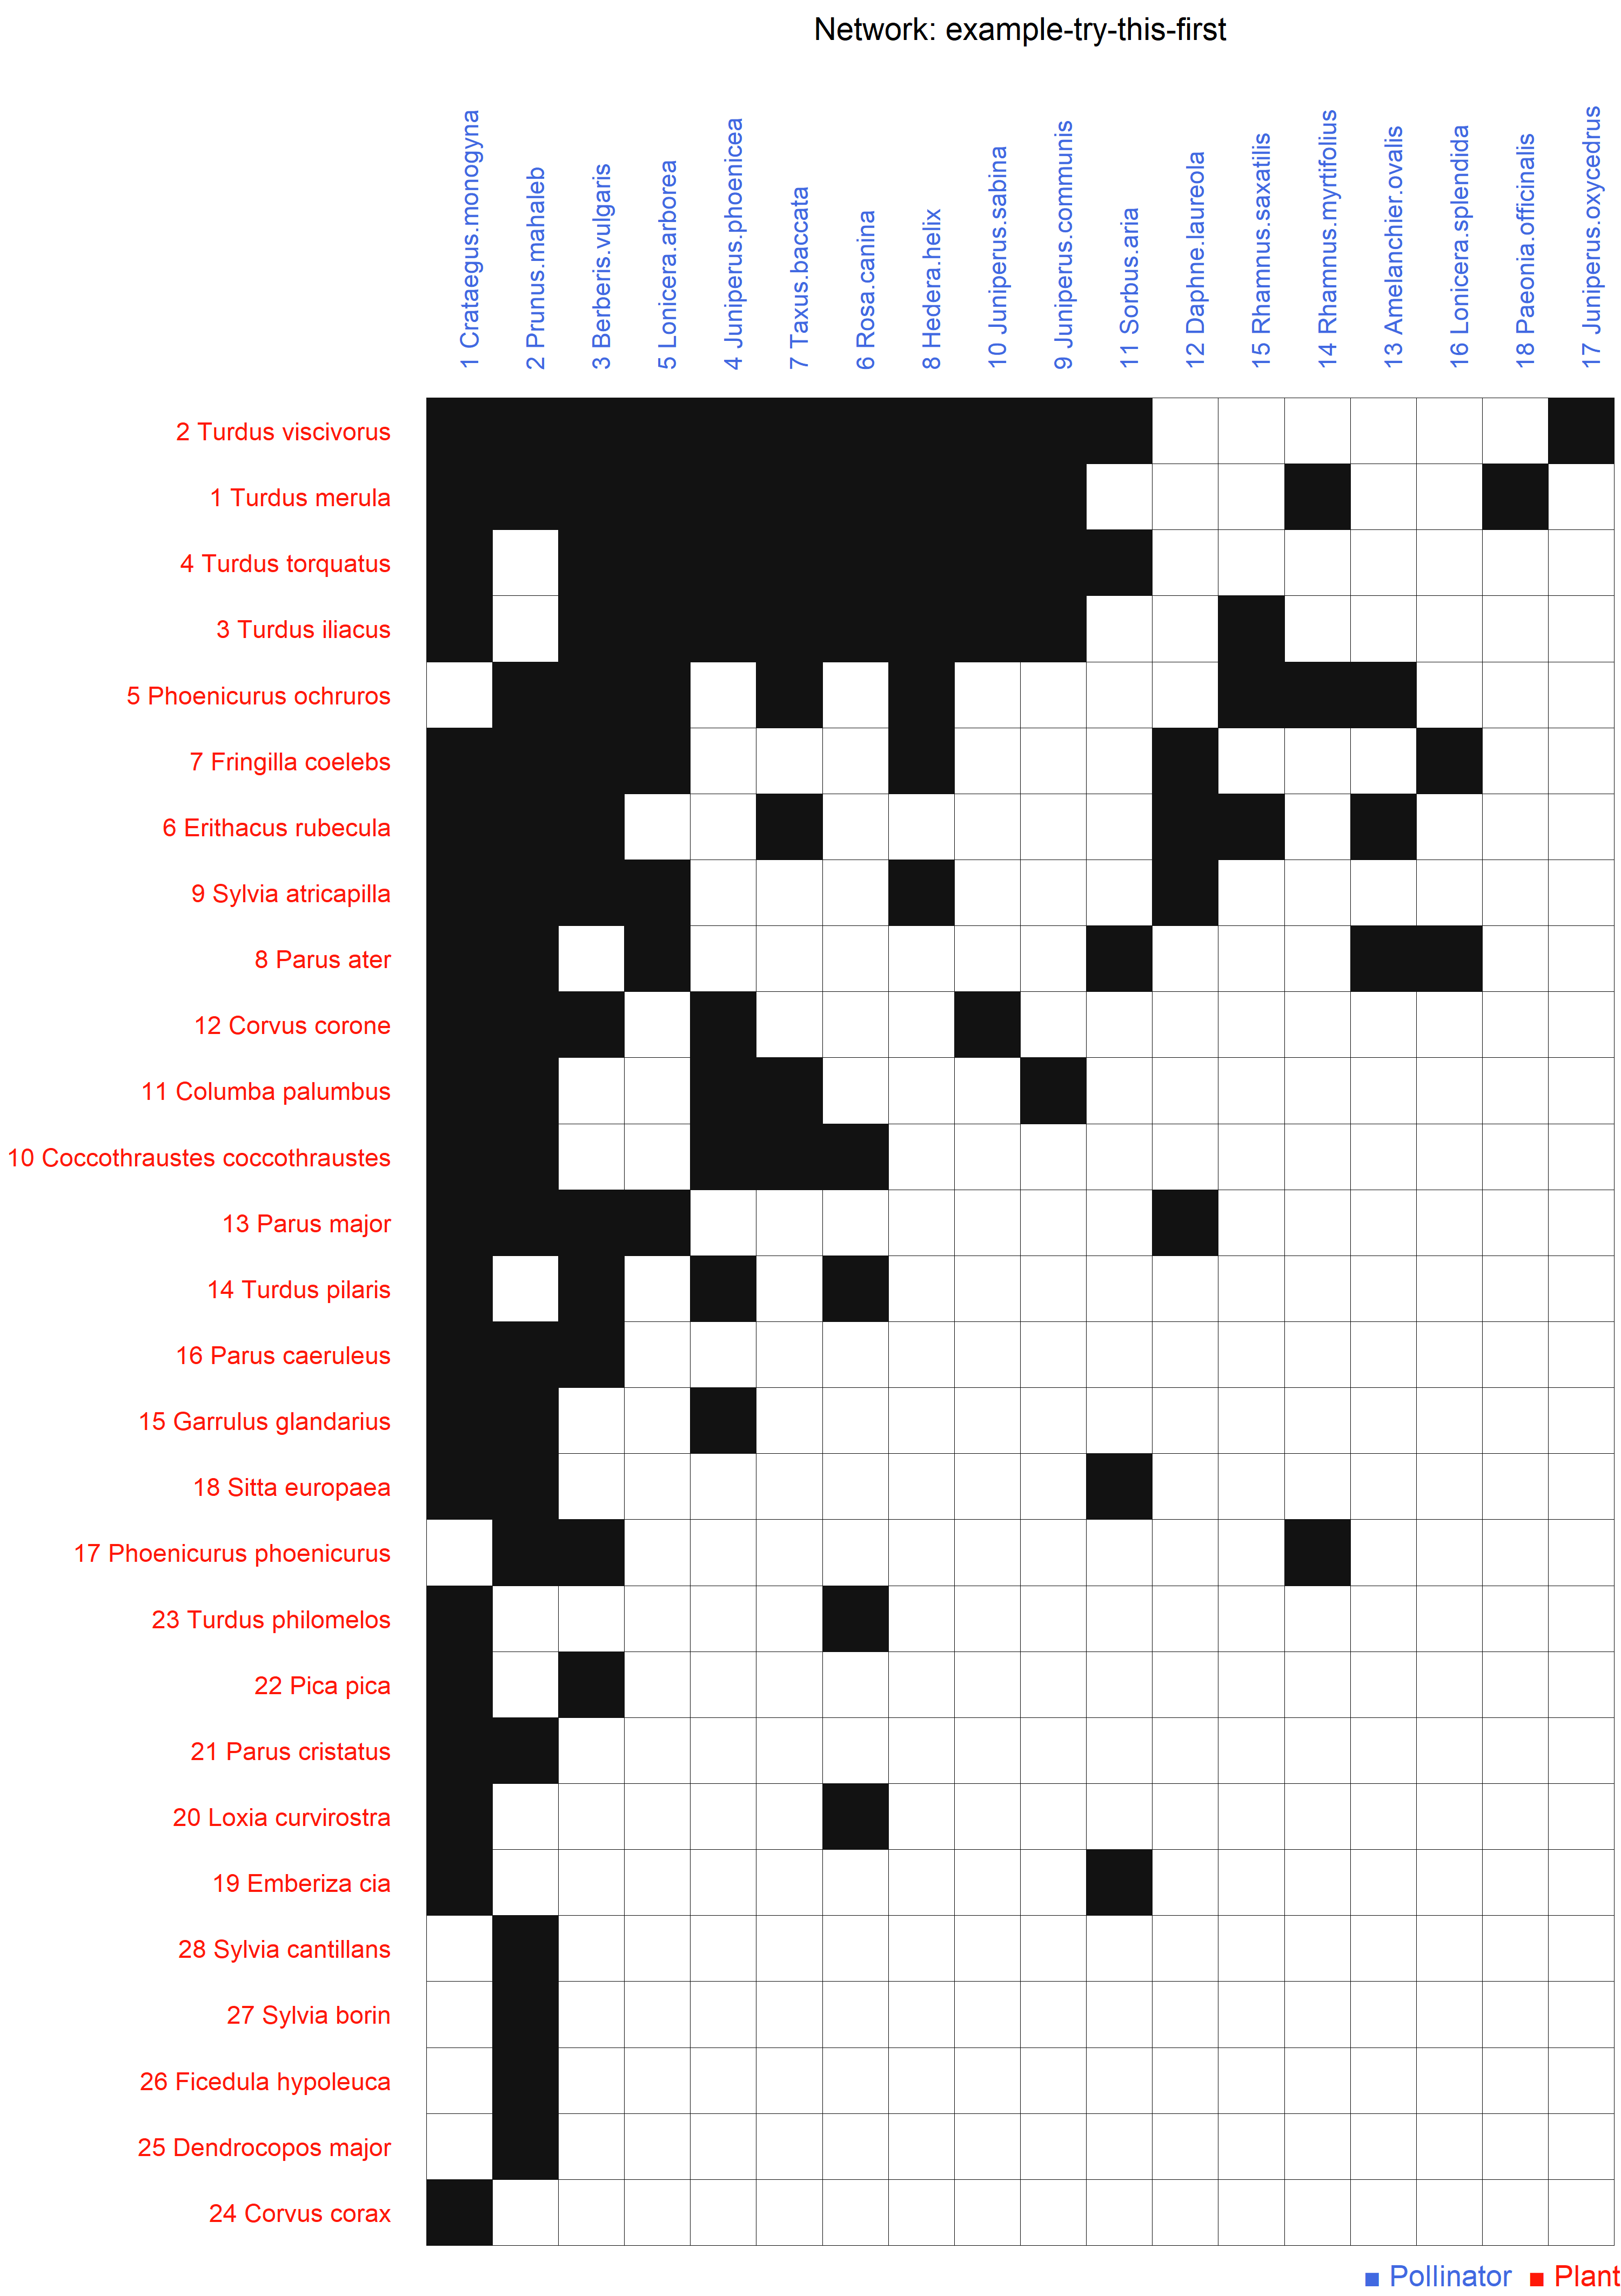 Network: example-try-this-first
1 Crataegus.monogyna
2 Prunus.mahaleb
3 Berberis.vulgaris
5 Lonicera.arborea
4 Juniperus.phoenicea
7 Taxus.baccata
6 Rosa.canina
8 Hedera.helix
10 Juniperus.sabina
9 Juniperus.communis
11 Sorbus.aria
12 Daphne.laureola
15 Rhamnus.saxatilis
14 Rhamnus.myrtifolius
13 Amelanchier.ovalis
16 Lonicera.splendida
18 Paeonia.officinalis
17 Juniperus.oxycedrus
2 Turdus viscivorus
1 Turdus merula
4 Turdus torquatus
3 Turdus iliacus
5 Phoenicurus ochruros
7 Fringilla coelebs
6 Erithacus rubecula
9 Sylvia atricapilla
8 Parus ater
12 Corvus corone
11 Columba palumbus
10 Coccothraustes coccothraustes
13 Parus major
14 Turdus pilaris
16 Parus caeruleus
15 Garrulus glandarius
18 Sitta europaea
17 Phoenicurus phoenicurus
23 Turdus philomelos
22 Pica pica
21 Parus cristatus
20 Loxia curvirostra
19 Emberiza cia
28 Sylvia cantillans
27 Sylvia borin
26 Ficedula hypoleuca
25 Dendrocopos major
24 Corvus corax
Pollinator Plant